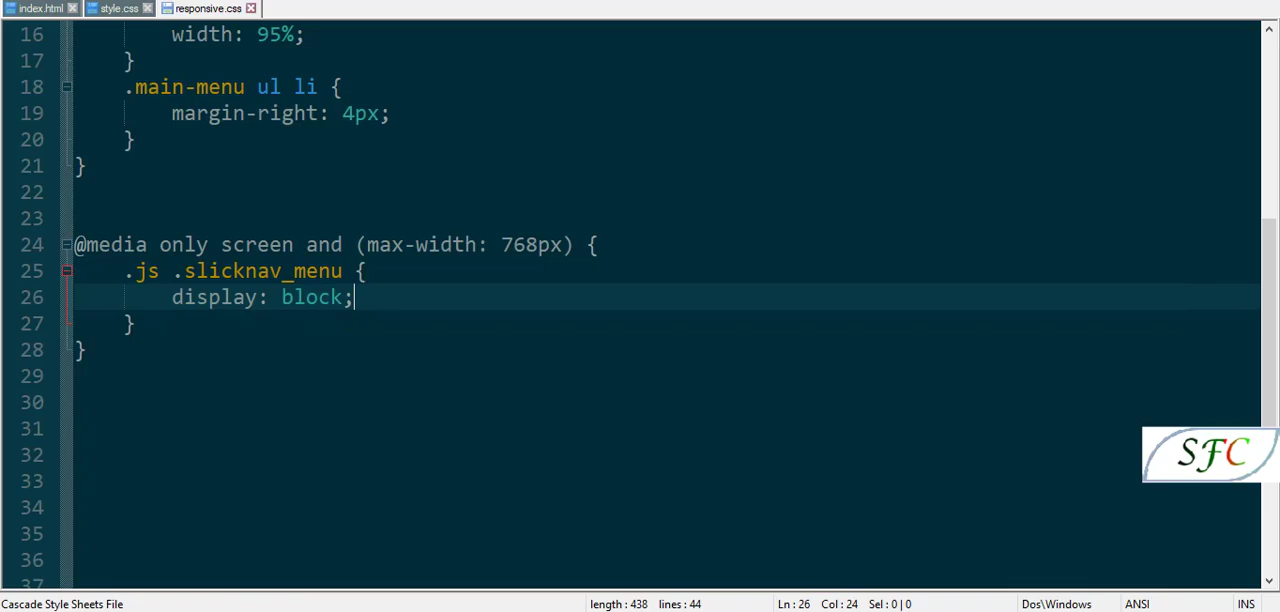 index.html style.css responsive.css
16 width: 95%;
17 }
18 .main-menu ul li {
19 margin-right: 4px;
20 }
21 }
22
23
24 @media only screen and (max-width: 768px) {
25 .js .slicknav_menu {
26 display: block;
27 }
28 }
29
30
31
32
33
34
35
36
37
SFC
Cascade Style Sheets File length : 438 lines : 44 Ln : 26 Col : 24 Sel : 0 | 0 Dos\Windows ANSI INS